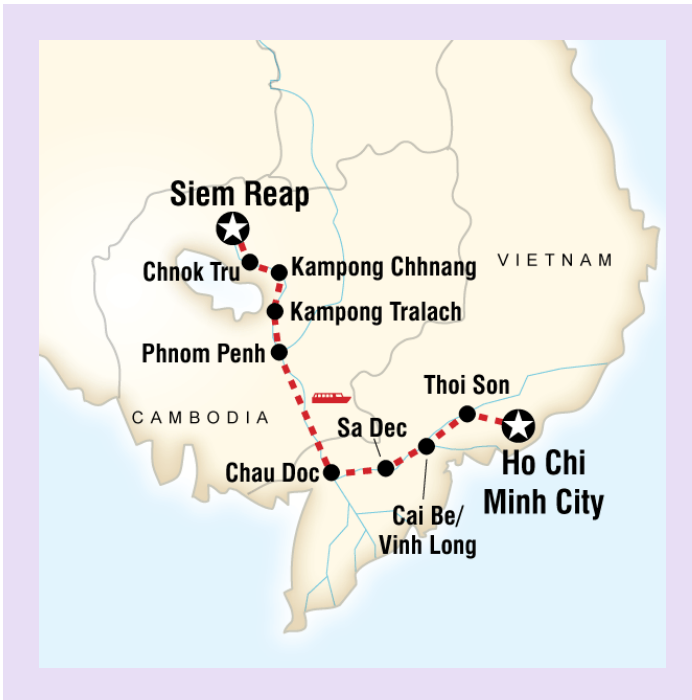 Siem Reap
Chnok Tru
Kampong Chhnang
VIETNAM
Kampong Tralach
Phnom Penh
Thoi Son
CAMBODIA
Sa Dec
Chau Doc
Ho Chi
Minh City
Cai Be/
Vinh Long